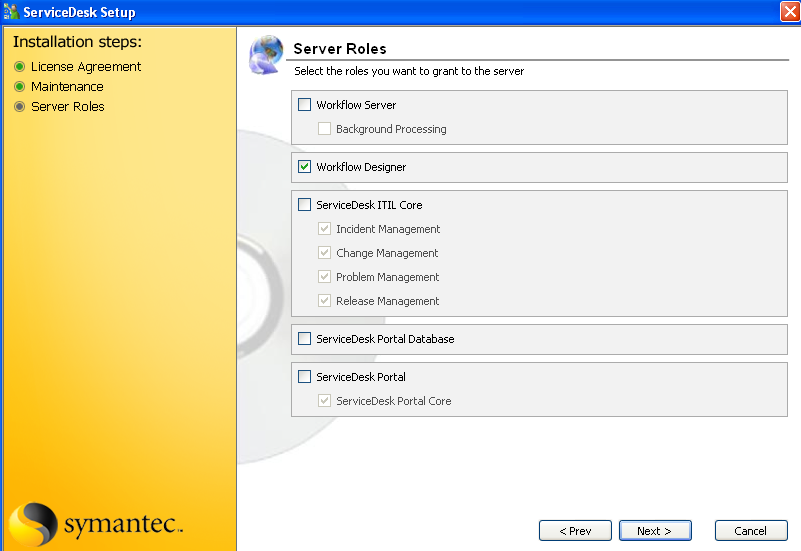 ServiceDesk Setup
Installation steps:
License Agreement
Maintenance
Server Roles
Server Roles
Select the roles you want to grant to the server
Workflow Server
Background Processing
Workflow Designer
ServiceDesk ITIL Core
Incident Management
Change Management
Problem Management
Release Management
ServiceDesk Portal Database
ServiceDesk Portal
ServiceDesk Portal Core
symantec.
< Prev
Next >
Cancel